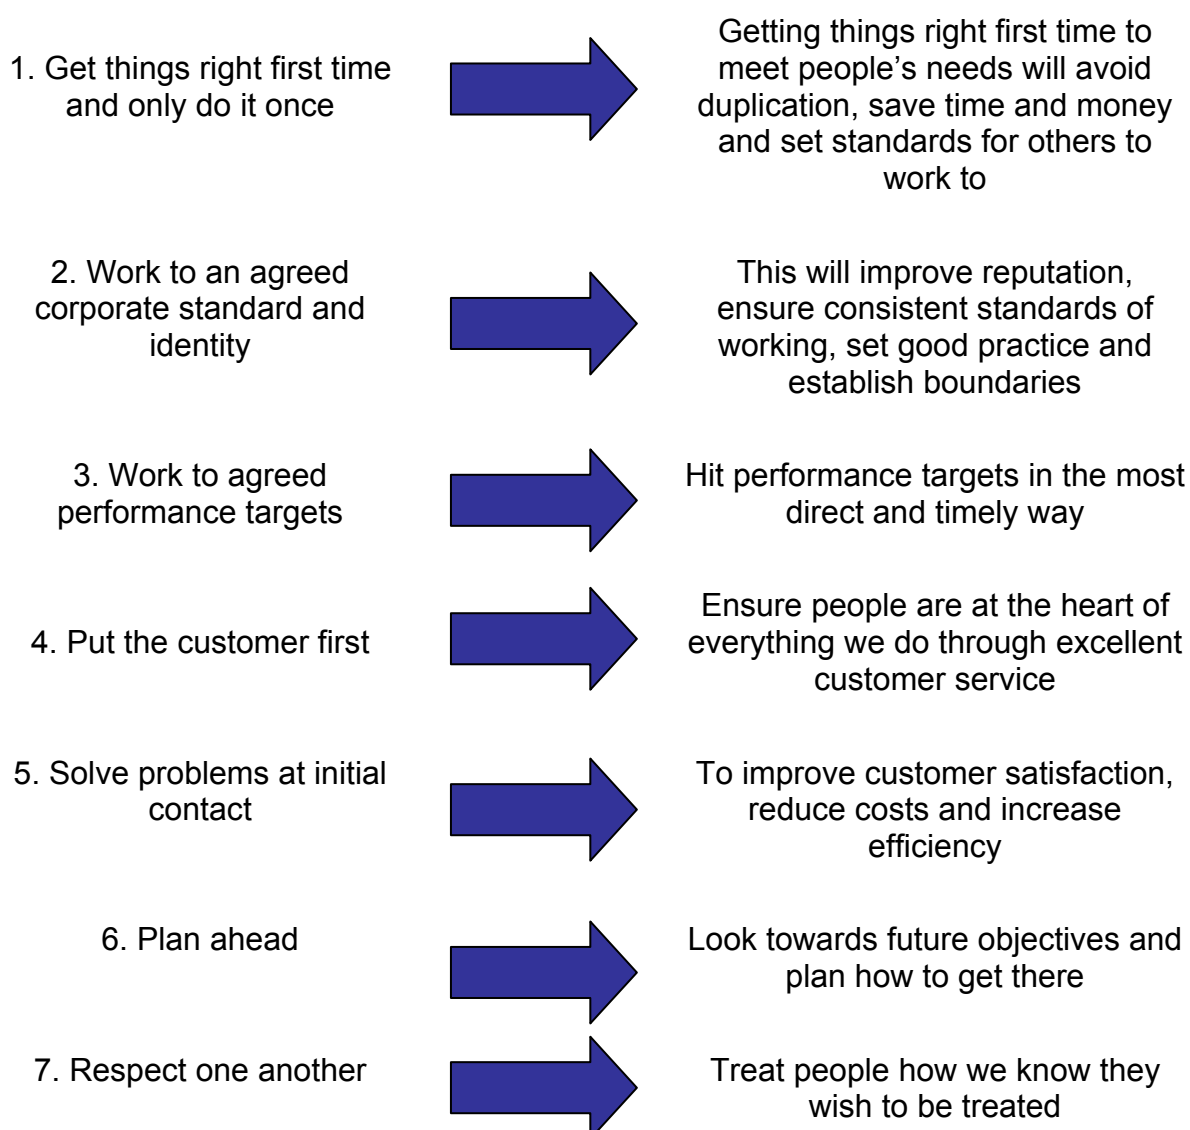 1. Get things right first time
and only do it once
Getting things right first time to
meet people’s needs will avoid
duplication, save time and money
and set standards for others to
work to
2. Work to an agreed
corporate standard and
identity
This will improve reputation,
ensure consistent standards of
working, set good practice and
establish boundaries
3. Work to agreed
performance targets
Hit performance targets in the most
direct and timely way
4. Put the customer first
Ensure people are at the heart of
everything we do through excellent
customer service
5. Solve problems at initial
contact
To improve customer satisfaction,
reduce costs and increase
efficiency
6. Plan ahead
Look towards future objectives and
plan how to get there
7. Respect one another
Treat people how we know they
wish to be treated